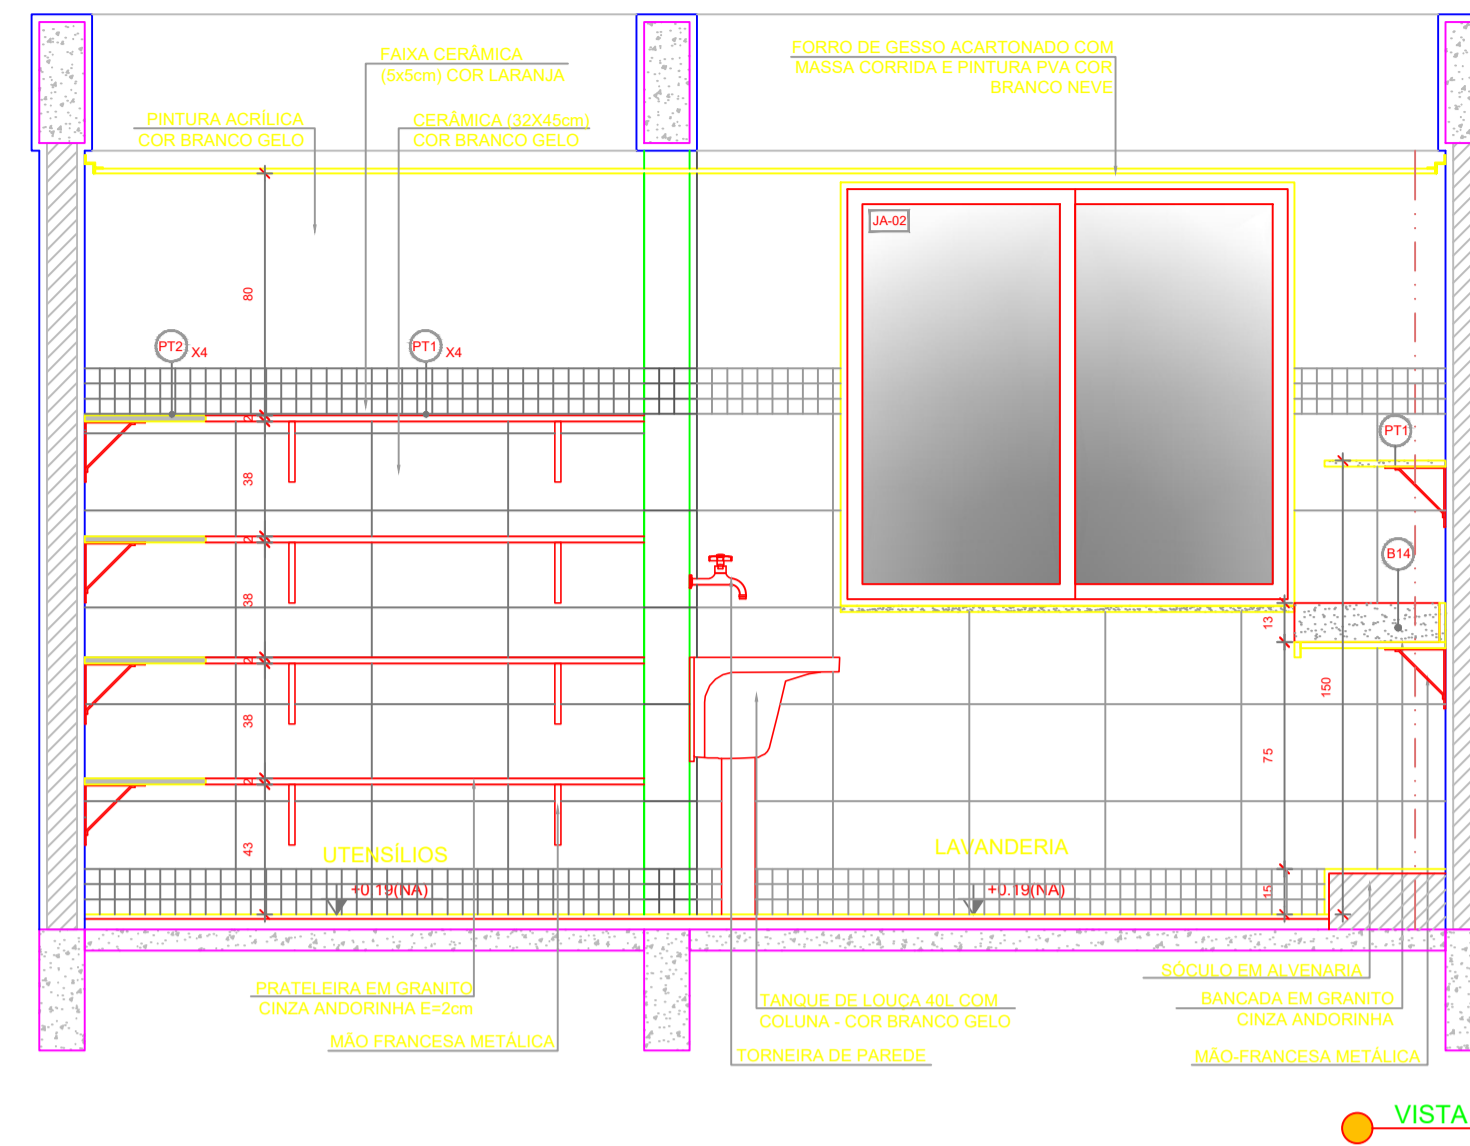 FAIXA CERÂMICA
(5x5cm) COR LARANJA
FORRO DE GESSO ACARTONADO COM
MASSA CORRIDA E PINTURA PVA COR
BRANCO NEVE
PINTURA ACRÍLICA
COR BRANCO GELO
CERÂMICA (32X45cm)
COR BRANCO GELO
JA-02
80
PT2 X4
PT1 X4
2
38
PT1
2
38
B14
13
150
2
38
75
2
43
UTENSÍLIOS
LAVANDERIA
+0.19(NA)
+0.19(NA)
15
PRATELEIRA EM GRANITO
CINZA ANDORINHA E=2cm
MÃO FRANCESA METÁLICA
TANQUE DE LOUÇA 40L COM
COLUNA - COR BRANCO GELO
TORNEIRA DE PAREDE
SÓCULO EM ALVENARIA
BANCADA EM GRANITO
CINZA ANDORINHA
MÃO-FRANCESA METÁLICA
VISTA